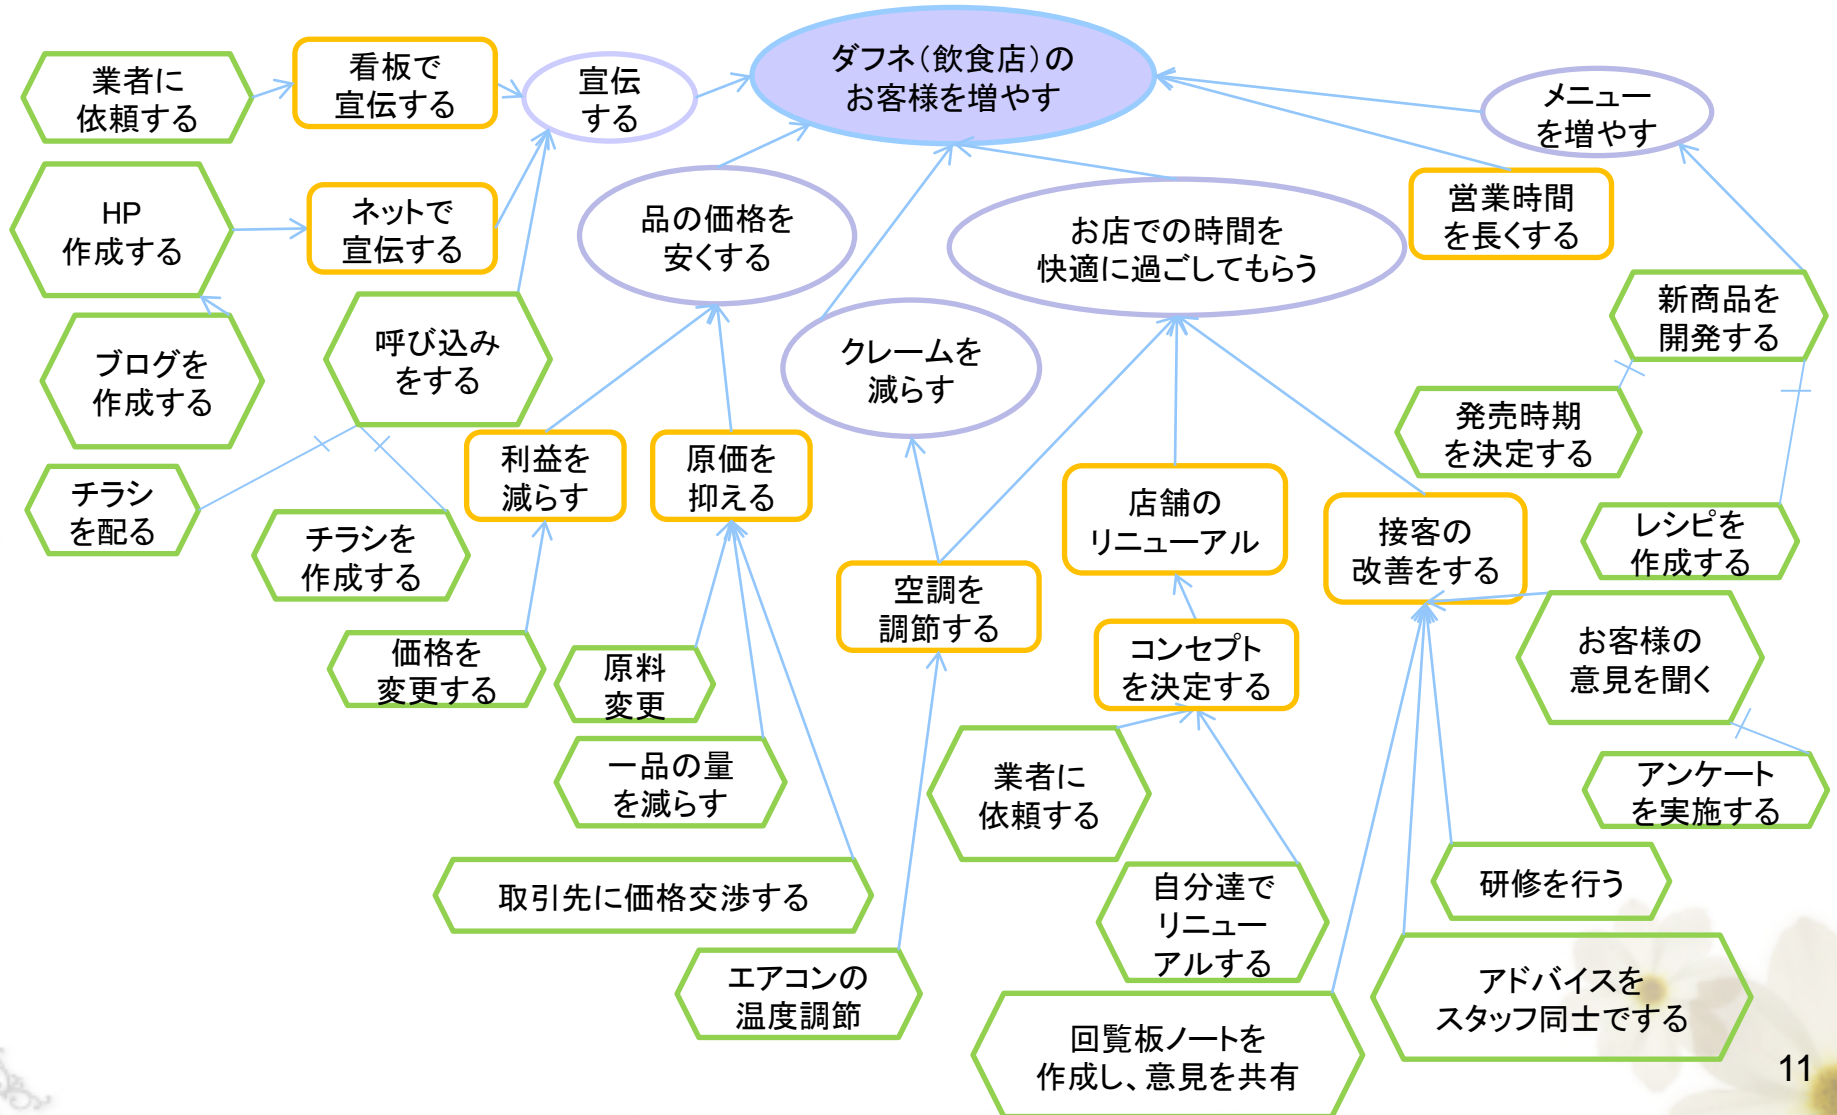 ダフネ（飲食店）の
お客様を増やす
業者に
依頼する
看板で
宣伝する
宣伝
する
メニュー
を増やす
HP
作成する
ネットで
宣伝する
品の価格を
安くする
お店での時間を
快適に過ごしてもらう
営業時間
を長くする
新商品を
開発する
ブログを
作成する
呼び込み
をする
クレームを
減らす
発売時期
を決定する
利益を
減らす
原価を
抑える
チラシ
を配る
チラシを
作成する
店舗の
リニューアル
接客の
改善をする
レシピを
作成する
空調を
調節する
価格を
変更する
原料
変更
コンセプト
を決定する
お客様の
意見を聞く
一品の量
を減らす
業者に
依頼する
アンケート
を実施する
取引先に価格交渉する
自分達で
リニュー
アルする
研修を行う
エアコンの
温度調節
アドバイスを
スタッフ同士でする
回覧板ノートを
作成し、意見を共有
11